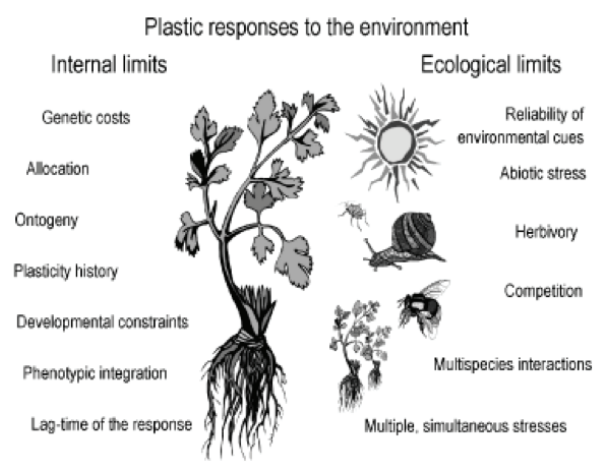 Plastic responses to the environment
Internal limits
Genetic costs
Allocation
Ontogeny
Plasticity history
Developmental constraints
Phenotypic integration
Lag-time of the response
Ecological limits
Reliability of
environmental cues
Abiotic stress
Herbivory
Competition
Multispecies interactions
Multiple, simultaneous stresses